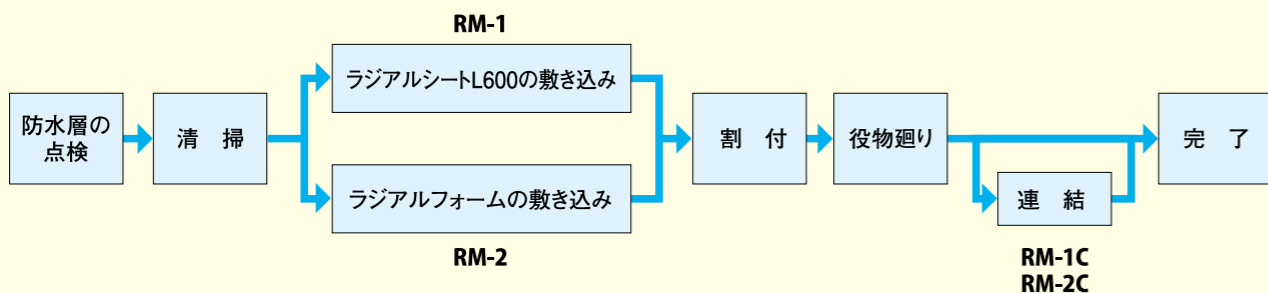 防水層の
点検
清　掃
RM-1
ラジアルシートL600の敷き込み
ラジアルフォームの敷き込み
RM-2
割　付
役物廻り
連　結
RM-1C
RM-2C
完　了